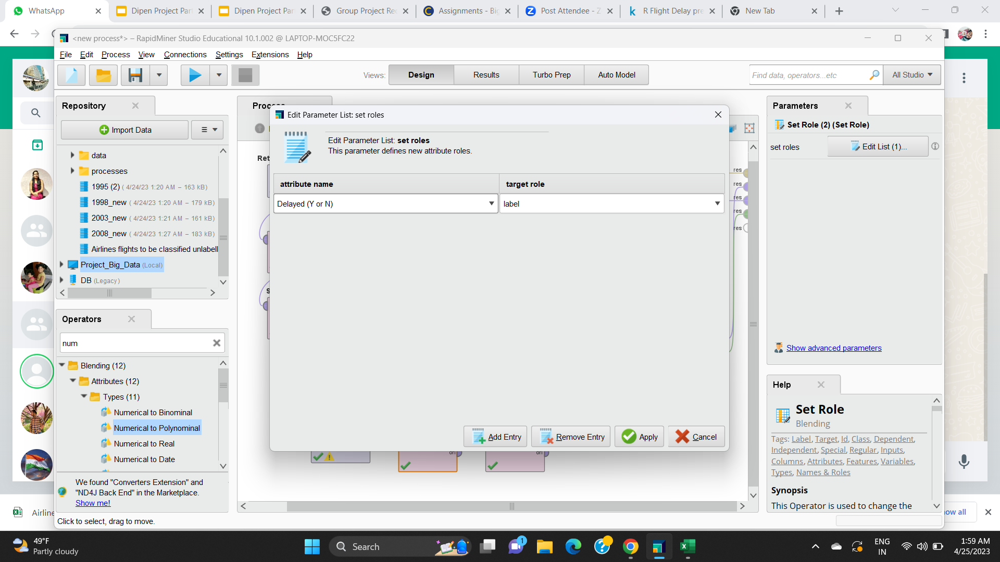 WhatsApp
Dipen Project Par
Dipen Project Par
Group Project Re
Assignments - Big
Post Attendee - Z
R Flight Delay pre
New Tab
<new process*> – RapidMiner Studio Educational 10.1.002 @ LAPTOP-MOC5FC22
File Edit Process View Connections Settings Extensions Help
Views:
Design
Results
Turbo Prep
Auto Model
Find data, operators...etc
All Studio
Repository
Import Data
data
processes
1995 (2) ( 4/24/23 1:20 AM – 163 kB)
1998_new ( 4/24/23 1:20 AM – 179 kB)
2003_new ( 4/24/23 1:21 AM – 161 kB)
2008_new ( 4/24/23 1:27 AM – 183 kB)
Airlines flights to be classified unlabell
Project_Big_Data (Local)
DB (Legacy)
Operators
num
Blending (12)
Attributes (12)
Types (11)
Numerical to Binominal
Numerical to Polynominal
Numerical to Real
Numerical to Date
We found "Converters Extension" and
"ND4J Back End" in the Marketplace.
Show me!
Click to select, drag to move.
Process
Ret
Edit Parameter List: set roles
Edit Parameter List: set roles
This parameter defines new attribute roles.
attribute name
target role
Delayed (Y or N)
label
Add Entry
Remove Entry
Apply
Cancel
res
res
res
res
res
ori
ori
Parameters
Set Role (2) (Set Role)
set roles
Edit List (1)...
Show advanced parameters
Help
Set Role
Blending
Tags: Label, Target, Id, Class, Dependent,
Independent, Special, Regular, Inputs,
Columns, Attributes, Features, Variables,
Types, Names & Roles
Synopsis
This Operator is used to change the
Airline
ow all
49°F
Partly cloudy
Search
1
ENG
IN
1:59 AM
4/25/2023